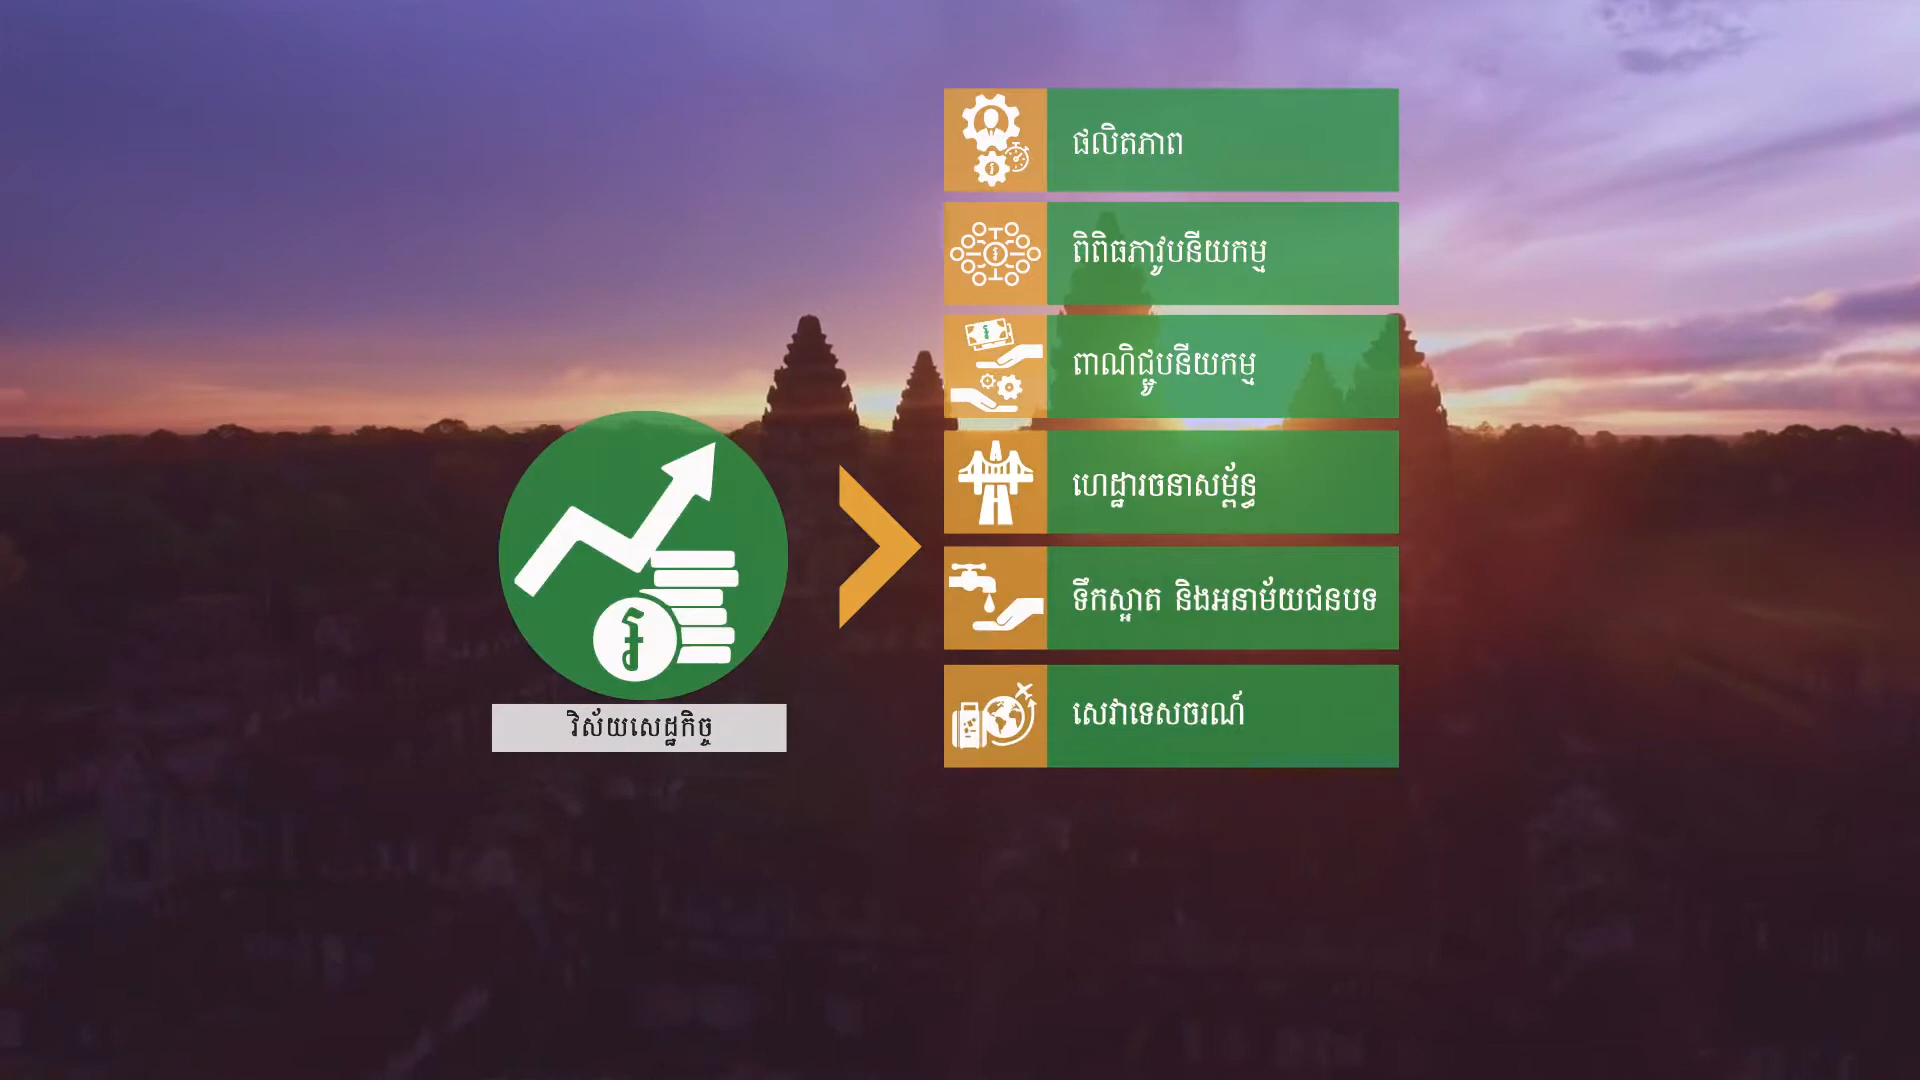 ផលិតភាព
ពិពិធភាវូបនីយកម្ម
ពាណិជ្ជូបនីយកម្ម
ហេដ្ឋារចនាសម្ព័ន្ធ
ទឹកស្អាត និងអនាម័យជនបទ
សេវាទេសចរណ៍
វិស័យសេដ្ឋកិច្ច